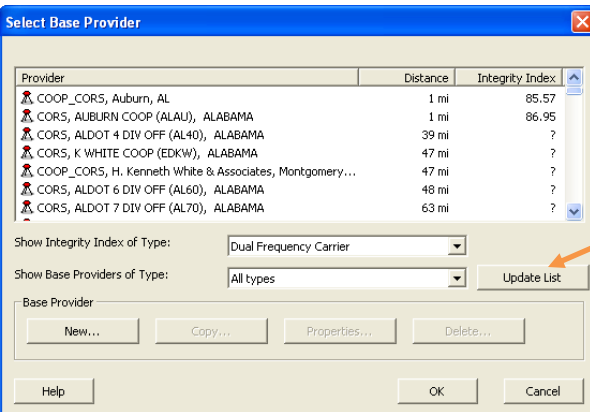 Select Base Provider
Provider Distance Integrity Index
COOP_CORS, Auburn, AL 1 mi 85.57
CORS, AUBURN COOP (ALAU), ALABAMA 1 mi 86.95
CORS, ALDOT 4 DIV OFF (AL40), ALABAMA 39 mi ?
CORS, K WHITE COOP (EDKW), ALABAMA 47 mi ?
COOP_CORS, H. Kenneth White & Associates, Montgomery... 47 mi ?
CORS, ALDOT 6 DIV OFF (AL60), ALABAMA 48 mi ?
CORS, ALDOT 7 DIV OFF (AL70), ALABAMA 63 mi ?
Show Integrity Index of Type: Dual Frequency Carrier
Show Base Providers of Type: All types Update List
Base Provider
New... Copy... Properties... Delete...
Help OK Cancel